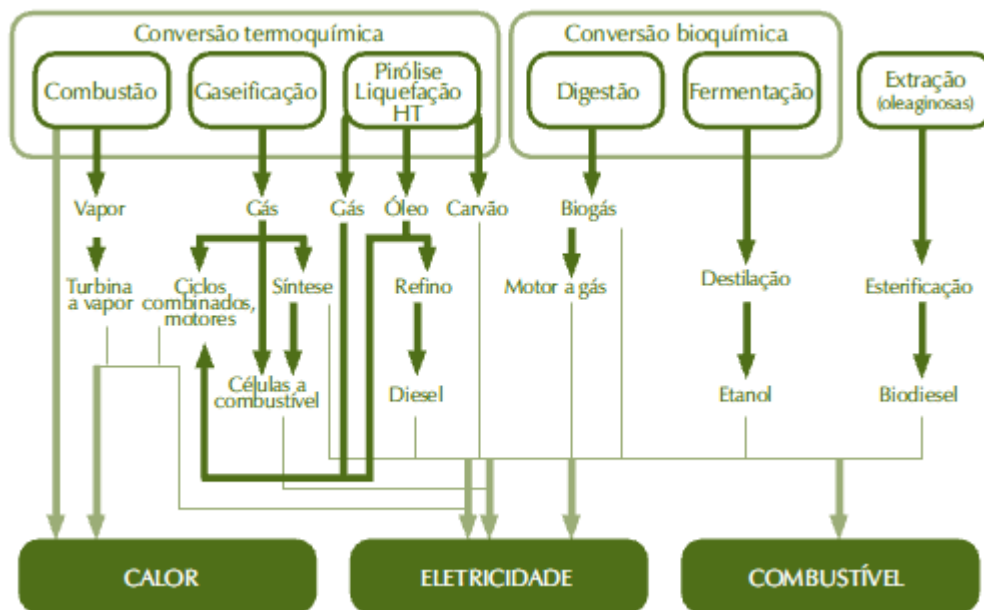 Conversão termoquímica
Conversão bioquímica
Combustão
Gaseificação
Pirólise
Liquefação
HT
Digestão
Fermentação
Extração
(oleaginosas)
Vapor
Gás
Gás
Óleo
Carvão
Biogás
Turbina
a vapor
Ciclos
combinados,
motores
Síntese
Refino
Motor a gás
Destilação
Esterificação
Células a
combustível
Diesel
Etanol
Biodiesel
CALOR
ELETRICIDADE
COMBUSTÍVEL